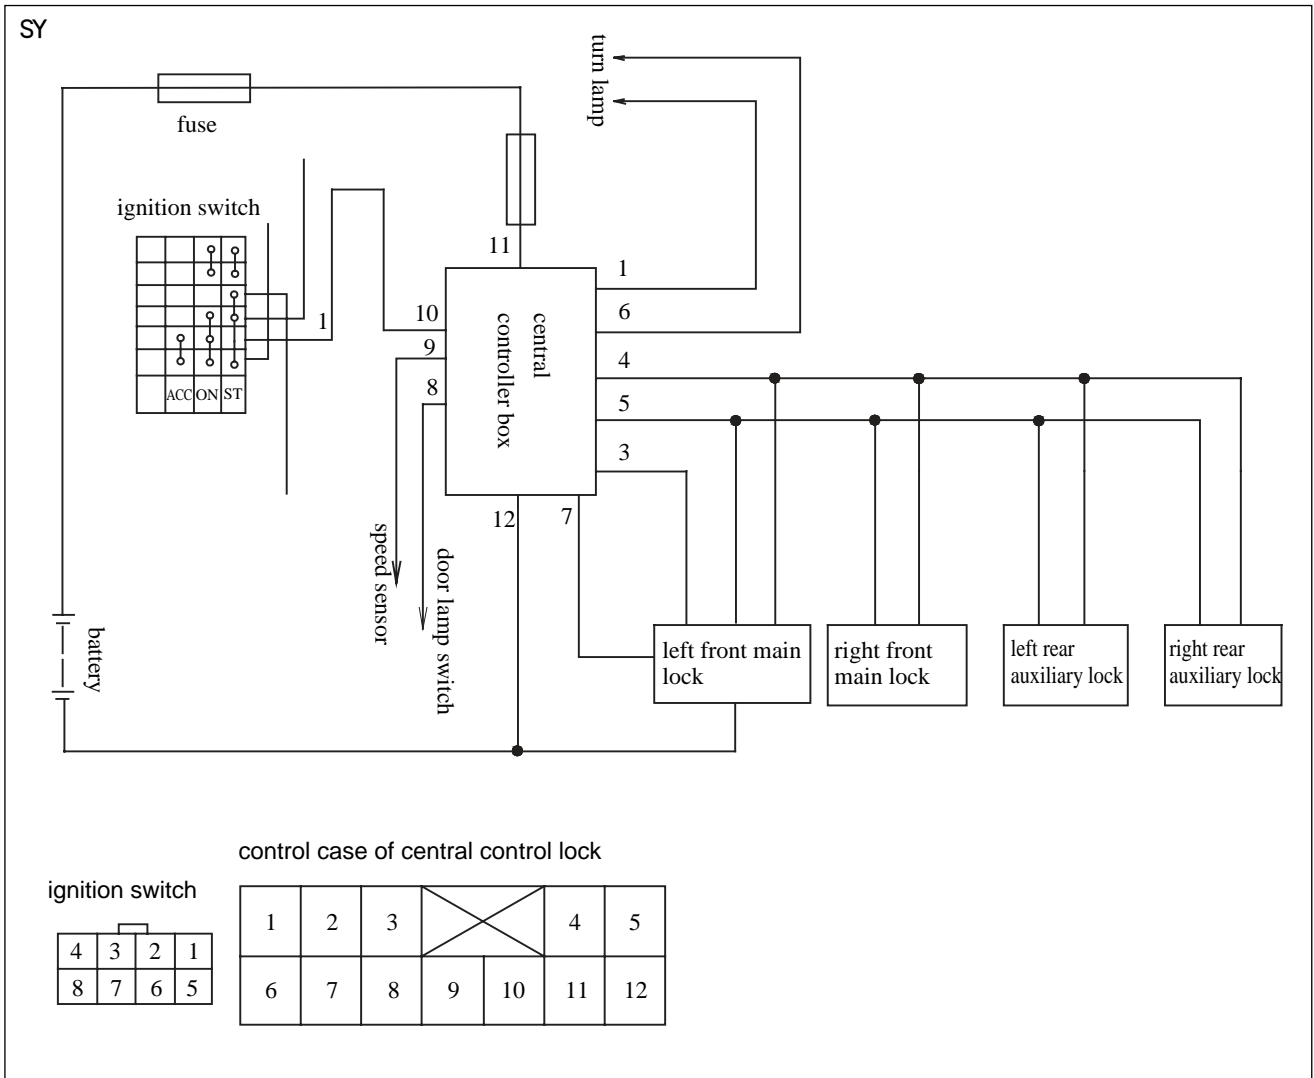 SY
turn lamp
fuse
ignition switch
11
1
10
1
6
9
4
8
central
controller box
5
ACC ON ST
3
12
7
speed sensor
door lamp switch
battery
left front main
lock
right front
main lock
left rear
auxiliary lock
right rear
auxiliary lock
control case of central control lock
ignition switch
1 2 3 4 5
4 3 2 1
6 7 8 9 10 11 12
8 7 6 5